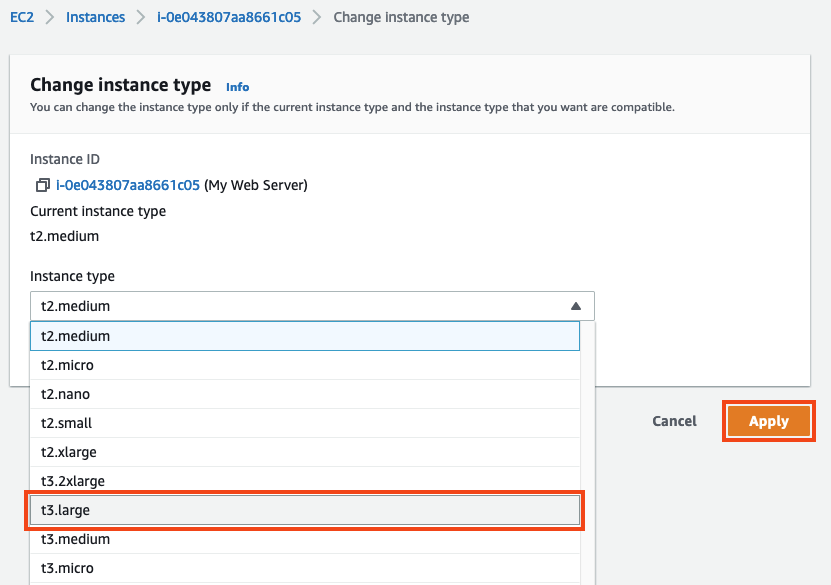 EC2 > Instances > i-0e043807aa8661c05 > Change instance type
Change instance type Info
You can change the instance type only if the current instance type and the instance type that you want are compatible.
Instance ID
i-0e043807aa8661c05 (My Web Server)
Current instance type
t2.medium
Instance type
t2.medium
t2.medium
t2.micro
t2.nano
t2.small
t2.xlarge
t3.2xlarge
t3.large
t3.medium
t3.micro
Cancel Apply